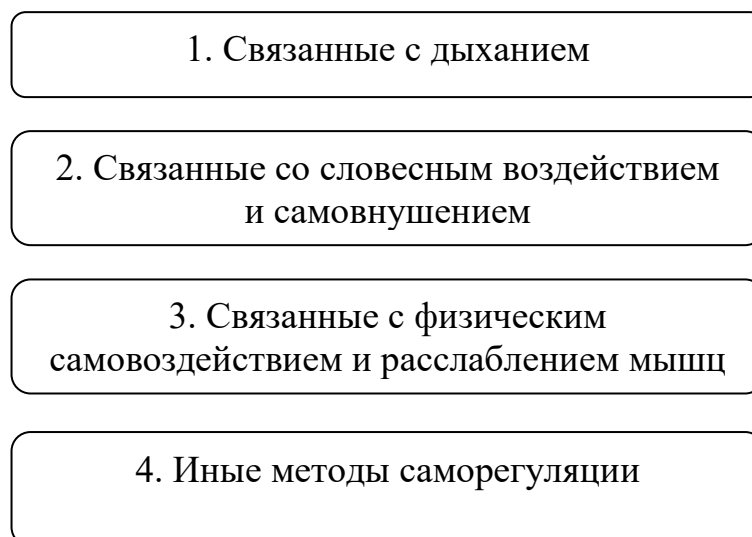 1. Связанные с дыханием
2. Связанные со словесным воздействием
и самовнушением
3. Связанные с физическим
самовоздействием и расслаблением мышц
4. Иные методы саморегуляции